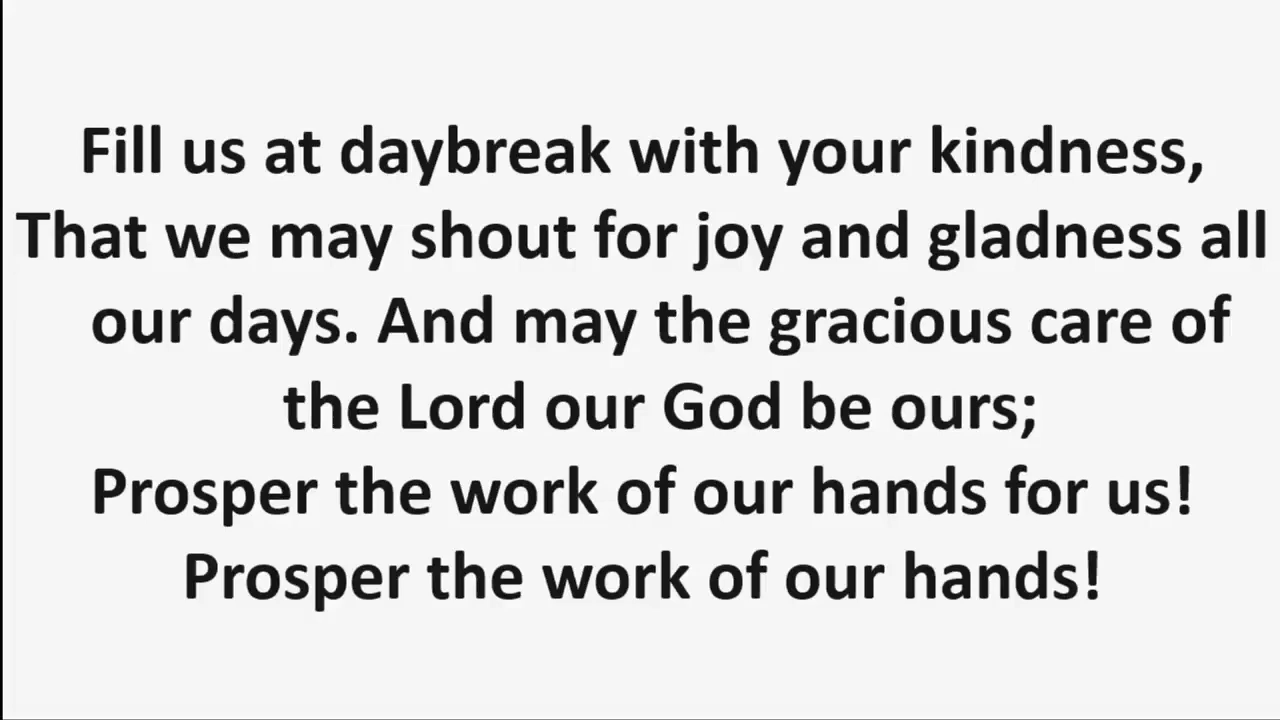 Fill us at daybreak with your kindness,
That we may shout for joy and gladness all
our days. And may the gracious care of
the Lord our God be ours;
Prosper the work of our hands for us!
Prosper the work of our hands!